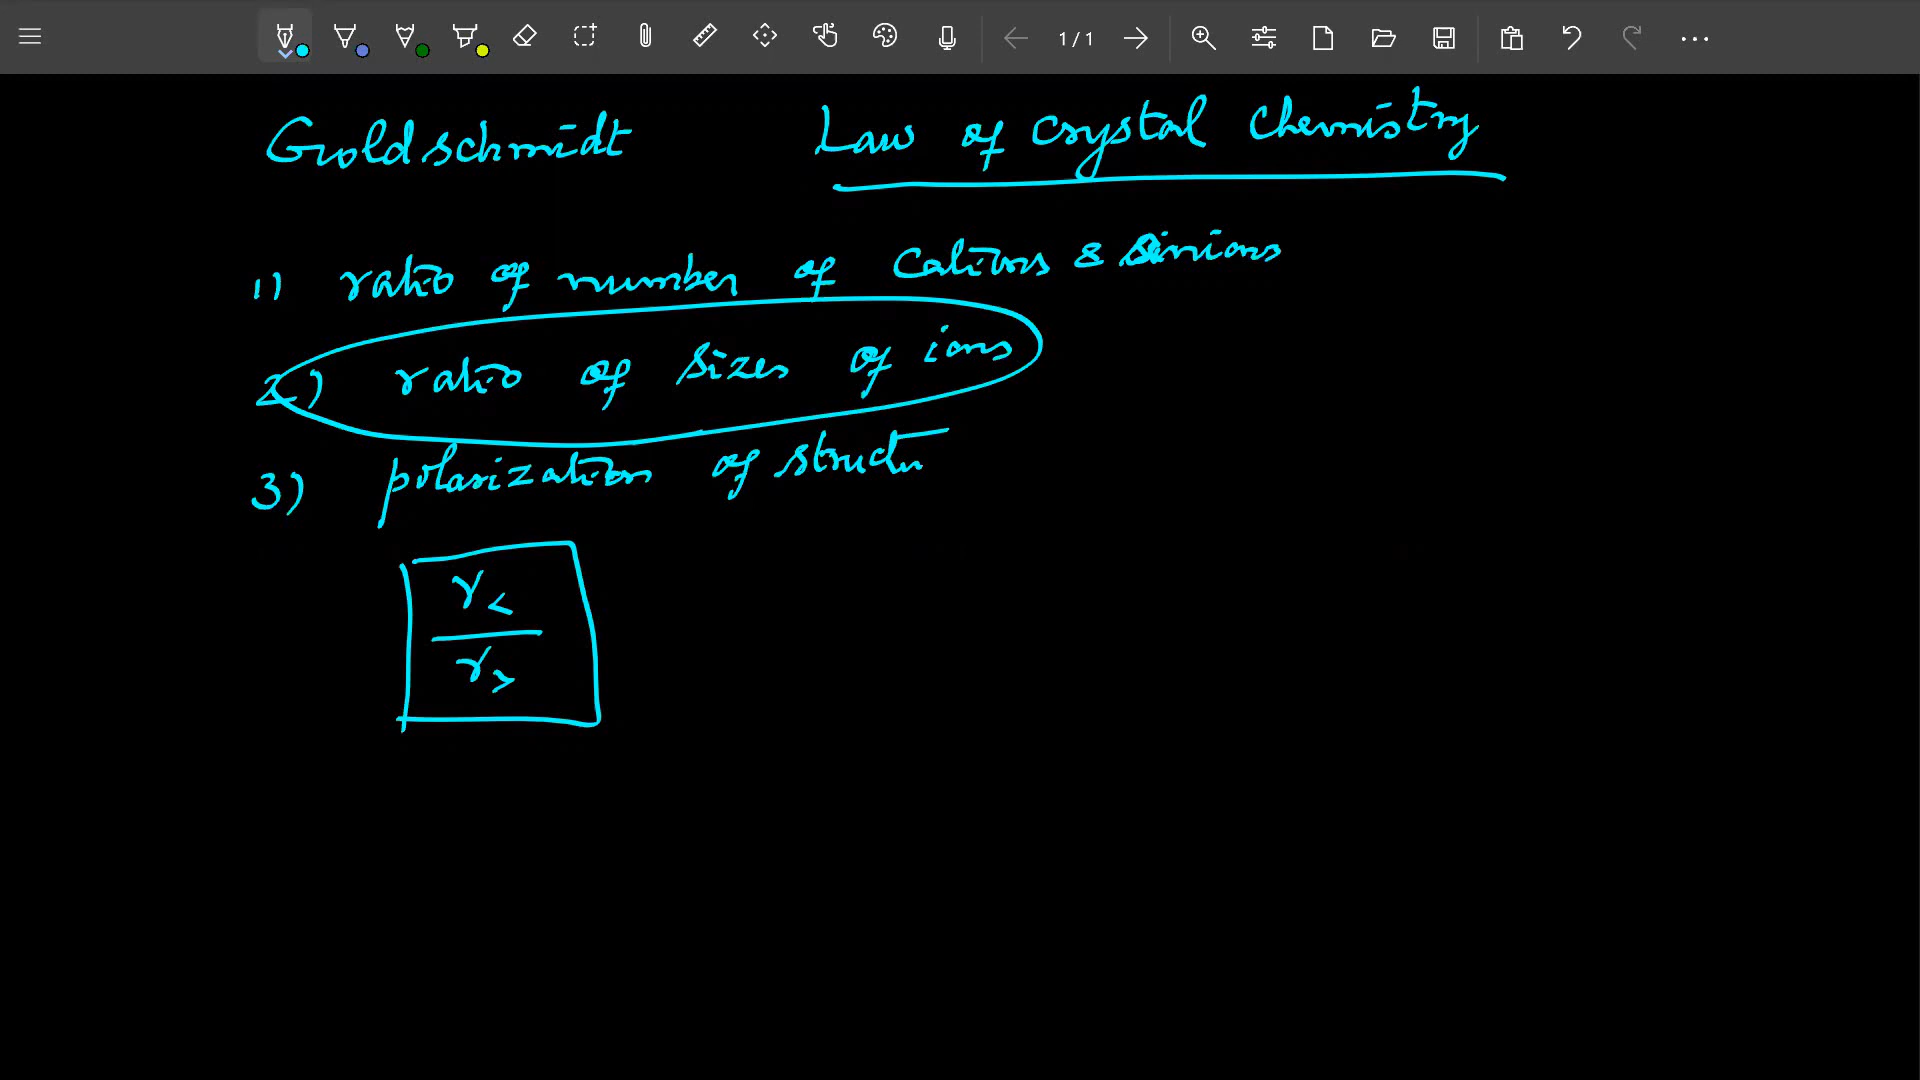 1 / 1
Goldschmidt Law of crystal chemistry
1) ratio of number of Cations & Anions
2) ratio of sizes of ions
3) polarization of structu
r<
r>